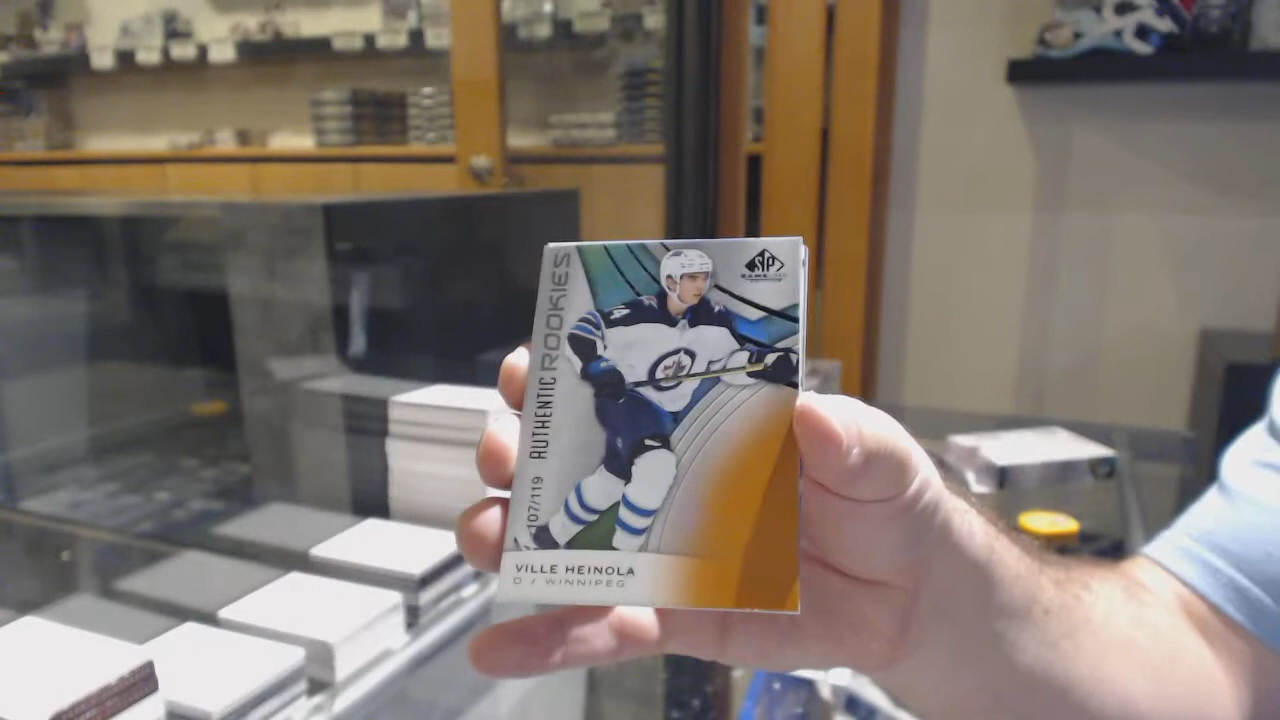 SP
AUTHENTIC ROOKIES
107/119
VILLE HEINOLA
D / WINNIPEG